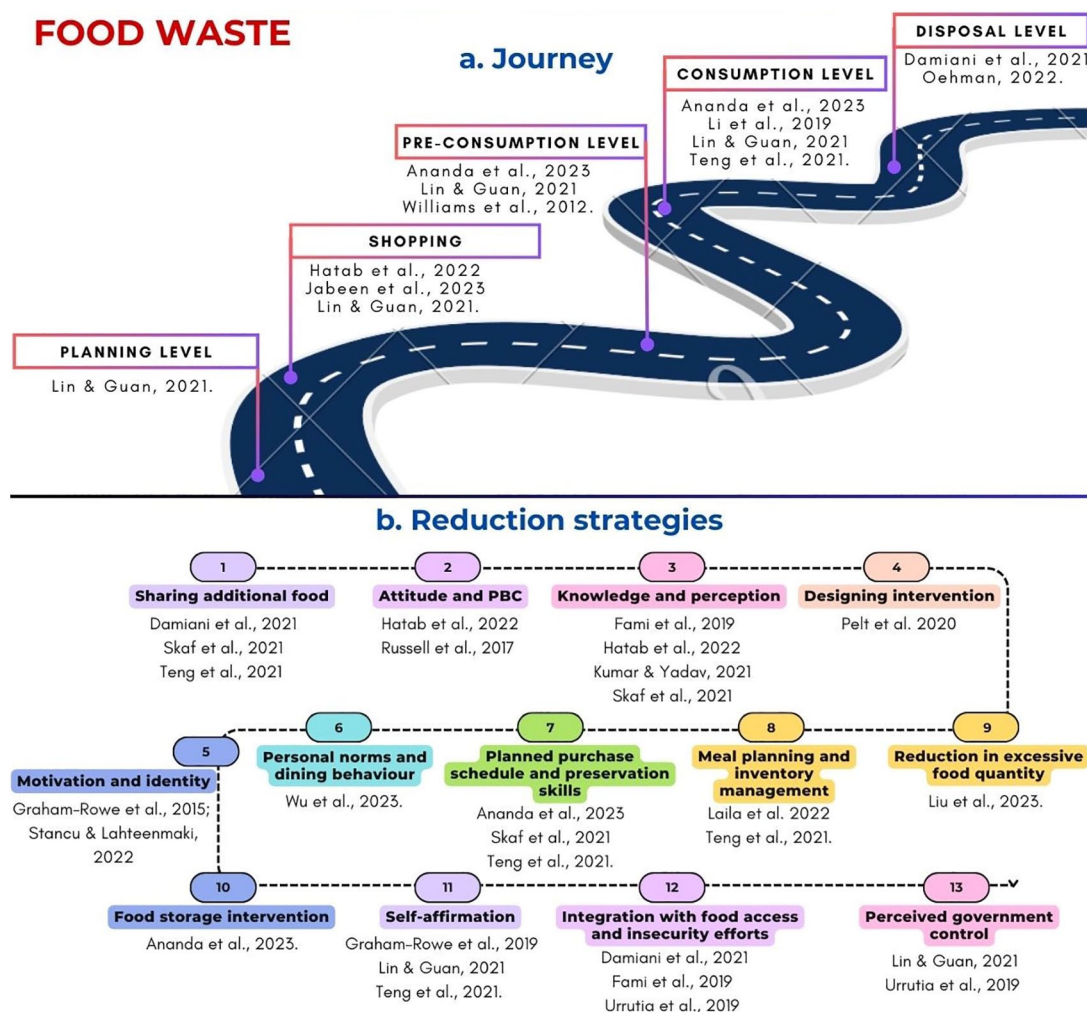 FOOD WASTE
a. Journey
DISPOSAL LEVEL
Damiani et al., 2021
Oehman, 2022.
CONSUMPTION LEVEL
Ananda et al., 2023
Li et al., 2019
Lin & Guan, 2021
Teng et al., 2021.
PRE-CONSUMPTION LEVEL
Ananda et al., 2023
Lin & Guan, 2021
Williams et al., 2012.
SHOPPING
Hatab et al., 2022
Jabeen et al., 2023
Lin & Guan, 2021.
PLANNING LEVEL
Lin & Guan, 2021.
b. Reduction strategies
1
Sharing additional food
Damiani et al., 2021
Skaf et al., 2021
Teng et al., 2021
2
Attitude and PBC
Hatab et al., 2022
Russell et al., 2017
3
Knowledge and perception
Fami et al., 2019
Hatab et al., 2022
Kumar & Yadav, 2021
Skaf et al., 2021
4
Designing intervention
Pelt et al. 2020
5
Motivation and identity
Graham-Rowe et al., 2015;
Stancu & Lahteenmaki,
2022
6
Personal norms and
dining behaviour
Wu et al., 2023.
7
Planned purchase
schedule and preservation
skills
Ananda et al., 2023
Skaf et al., 2021
Teng et al., 2021.
8
Meal planning and
inventory
management
Laila et al. 2022
Teng et al., 2021.
9
Reduction in excessive
food quantity
Liu et al., 2023.
10
Food storage intervention
Ananda et al., 2023.
11
Self-affirmation
Graham-Rowe et al., 2019
Lin & Guan, 2021
Teng et al., 2021.
12
Integration with food access
and insecurity efforts
Damiani et al., 2021
Fami et al., 2019
Urrutia et al., 2019
13
Perceived government
control
Lin & Guan, 2021
Urrutia et al., 2019